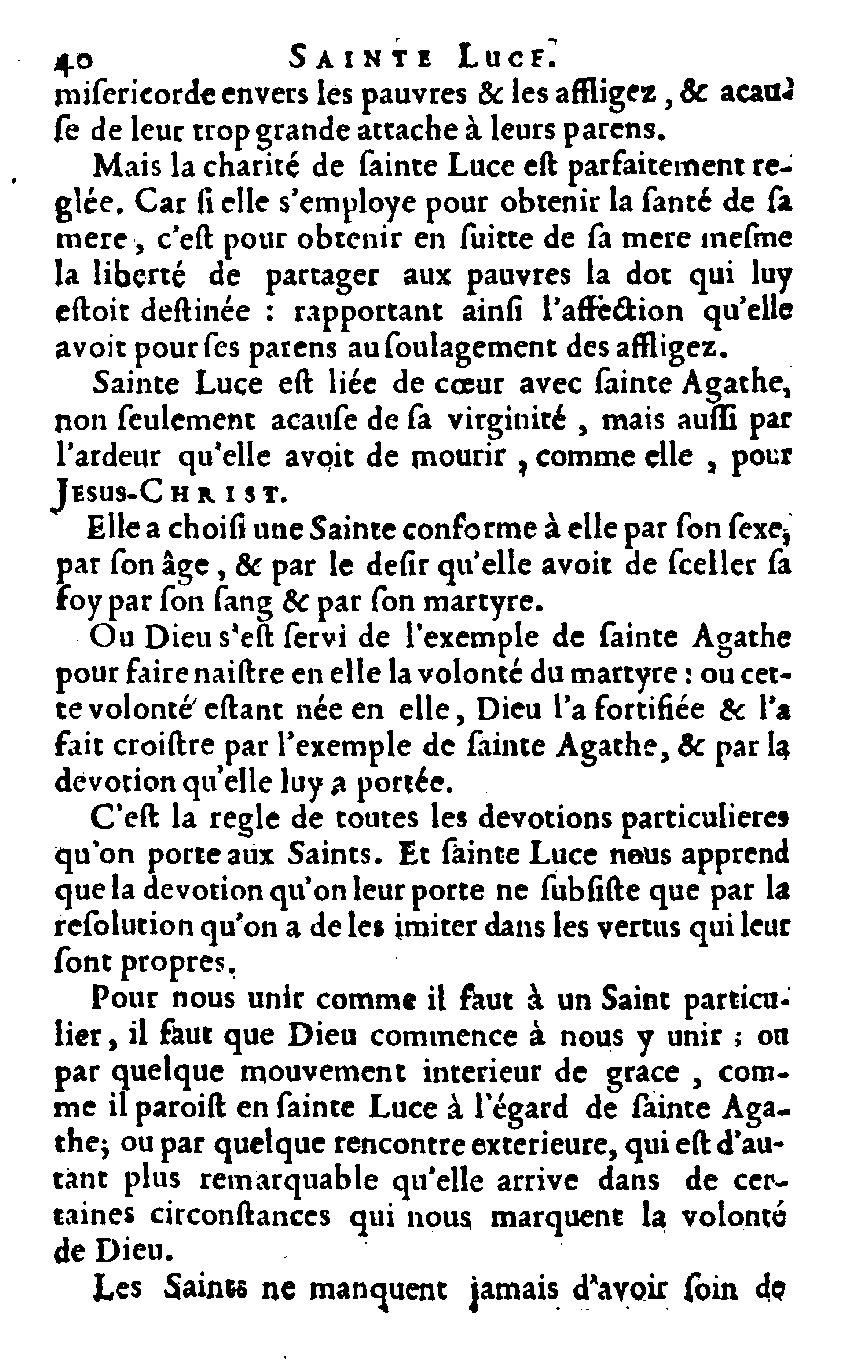 40 SAINTE LUCE.
miſericorde envers les pauvres & les affligez, & acau-
ſe de leur trop grande attache à leurs parens.
Mais la charité de ſainte Luce eſt parfaitement re-
glée. Car ſi elle s'employe pour obtenir la ſanté de ſa
mere, c'eſt pour obtenir en ſuitte de ſa mere meſme
la liberté de partager aux pauvres la dot qui luy
eſtoit deſtinée : rapportant ainſi l'affection qu'elle
avoit pour ſes parens au ſoulagement des affligez.
Sainte Luce eſt liée de cœur avec ſainte Agathe,
non ſeulement acauſe de ſa virginité, mais auſſi par
l'ardeur qu'elle avoit de mourir, comme elle, pour
JESUS-CHRIST.
Elle a choiſi une Sainte conforme à elle par ſon ſexe,
par ſon âge, & par le deſir qu'elle avoit de ſceller ſa
foy par ſon ſang & par ſon martyre.
Ou Dieu s'eſt ſervi de l'exemple de ſainte Agathe
pour faire naiſtre en elle la volonté du martyre : ou cet-
te volonté eſtant née en elle, Dieu l'a fortifiée & l'a
fait croiſtre par l'exemple de ſainte Agathe, & par la
devotion qu'elle luy a portée.
C'eſt la regle de toutes les devotions particulieres
qu'on porte aux Saints. Et ſainte Luce nous apprend
que la devotion qu'on leur porte ne ſubſiſte que par la
reſolution qu'on a de les imiter dans les vertus qui leur
ſont propres.
Pour nous unir comme il faut à un Saint particu-
lier, il faut que Dieu commence à nous y unir ; ou
par quelque mouvement interieur de grace, com-
me il paroiſt en ſainte Luce à l'égard de ſainte Aga-
the; ou par quelque rencontre exterieure, qui eſt d'au-
tant plus remarquable qu'elle arrive dans de cer-
taines circonſtances qui nous marquent la volonté
de Dieu.
Les Saints ne manquent jamais d'avoir ſoin de